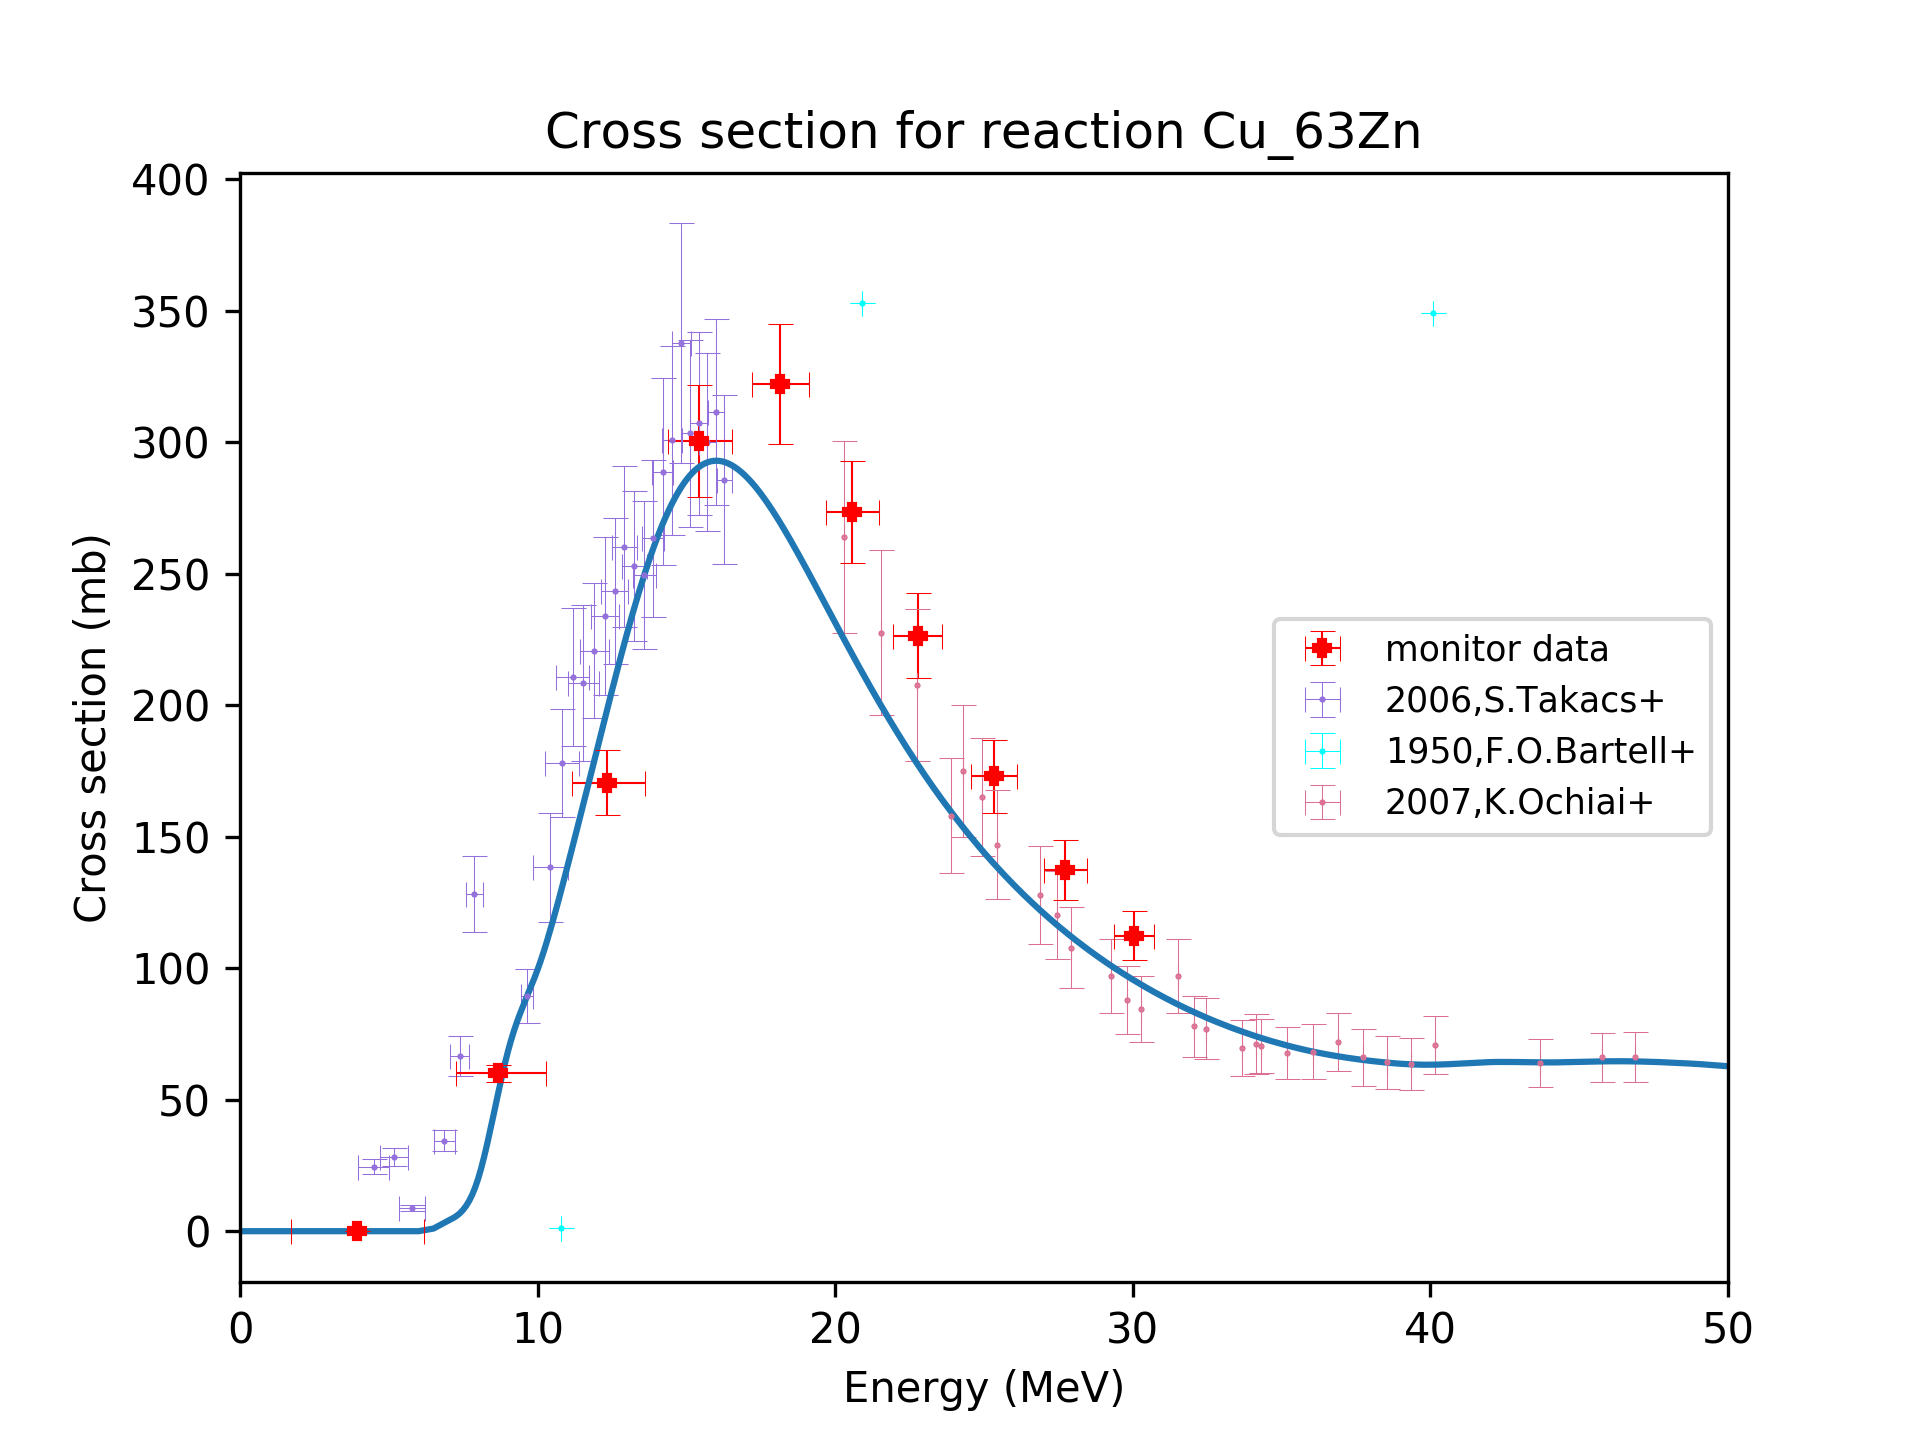 Cross section for reaction Cu_63Zn
400
350
300
250
200
150
100
50
0
Cross section (mb)
monitor data
2006,S.Takacs+
1950,F.O.Bartell+
2007,K.Ochiai+
0 10 20 30 40 50
Energy (MeV)